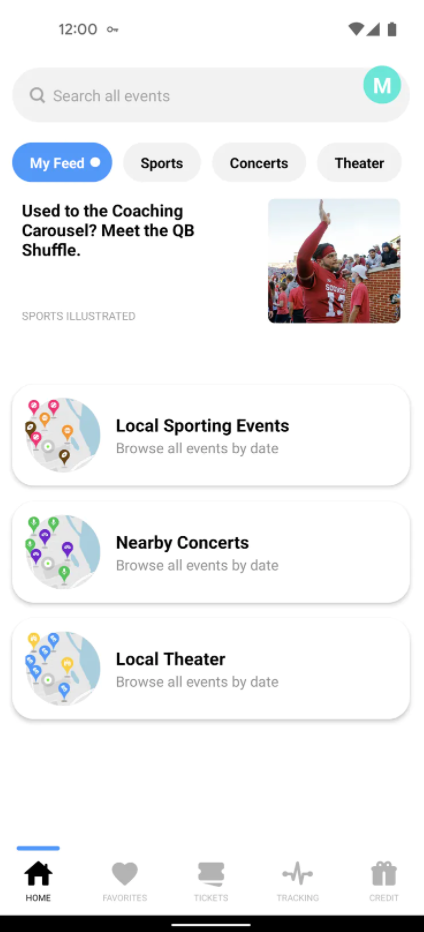 12:00
Search all events
M
My Feed
Sports
Concerts
Theater
Used to the Coaching
Carousel? Meet the QB
Shuffle.
SPORTS ILLUSTRATED
Local Sporting Events
Browse all events by date
Nearby Concerts
Browse all events by date
Local Theater
Browse all events by date
HOME
FAVORITES
TICKETS
TRACKING
CREDIT